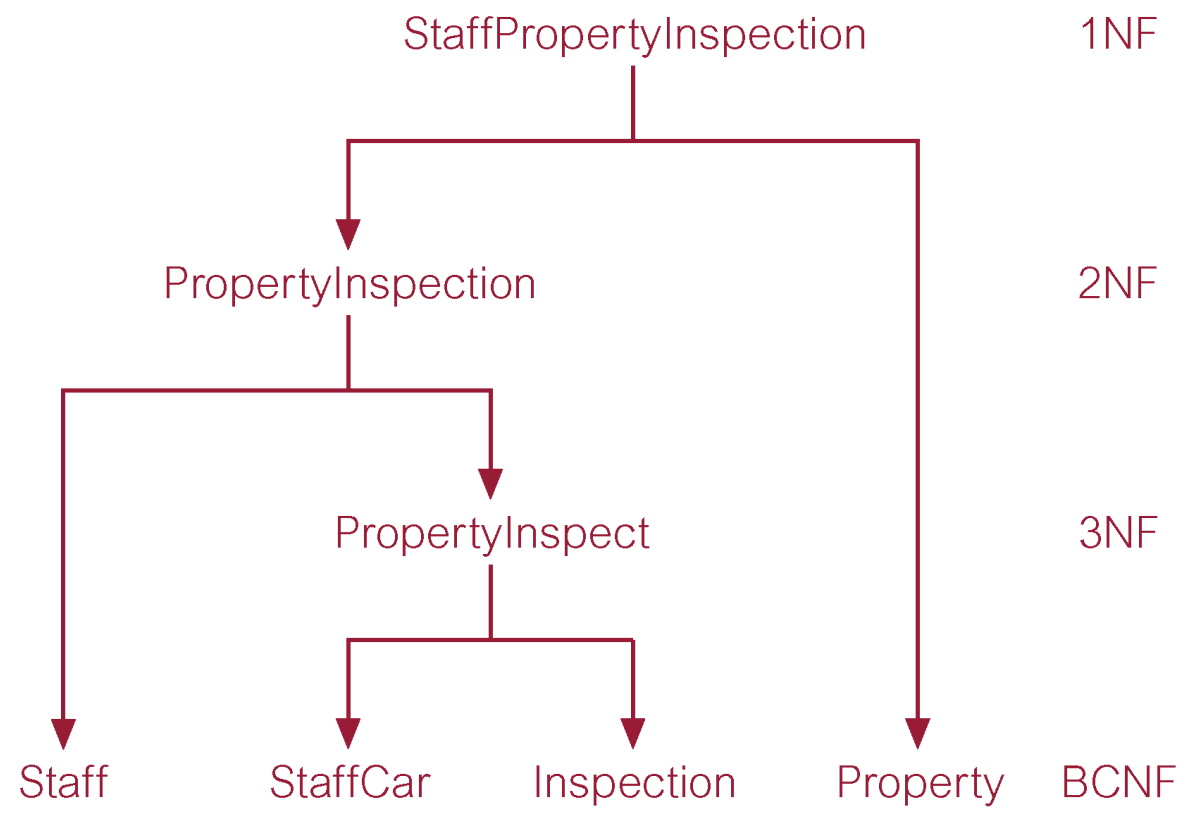 StaffPropertyInspection 1NF
PropertyInspection 2NF
PropertyInspect 3NF
Staff StaffCar Inspection Property BCNF